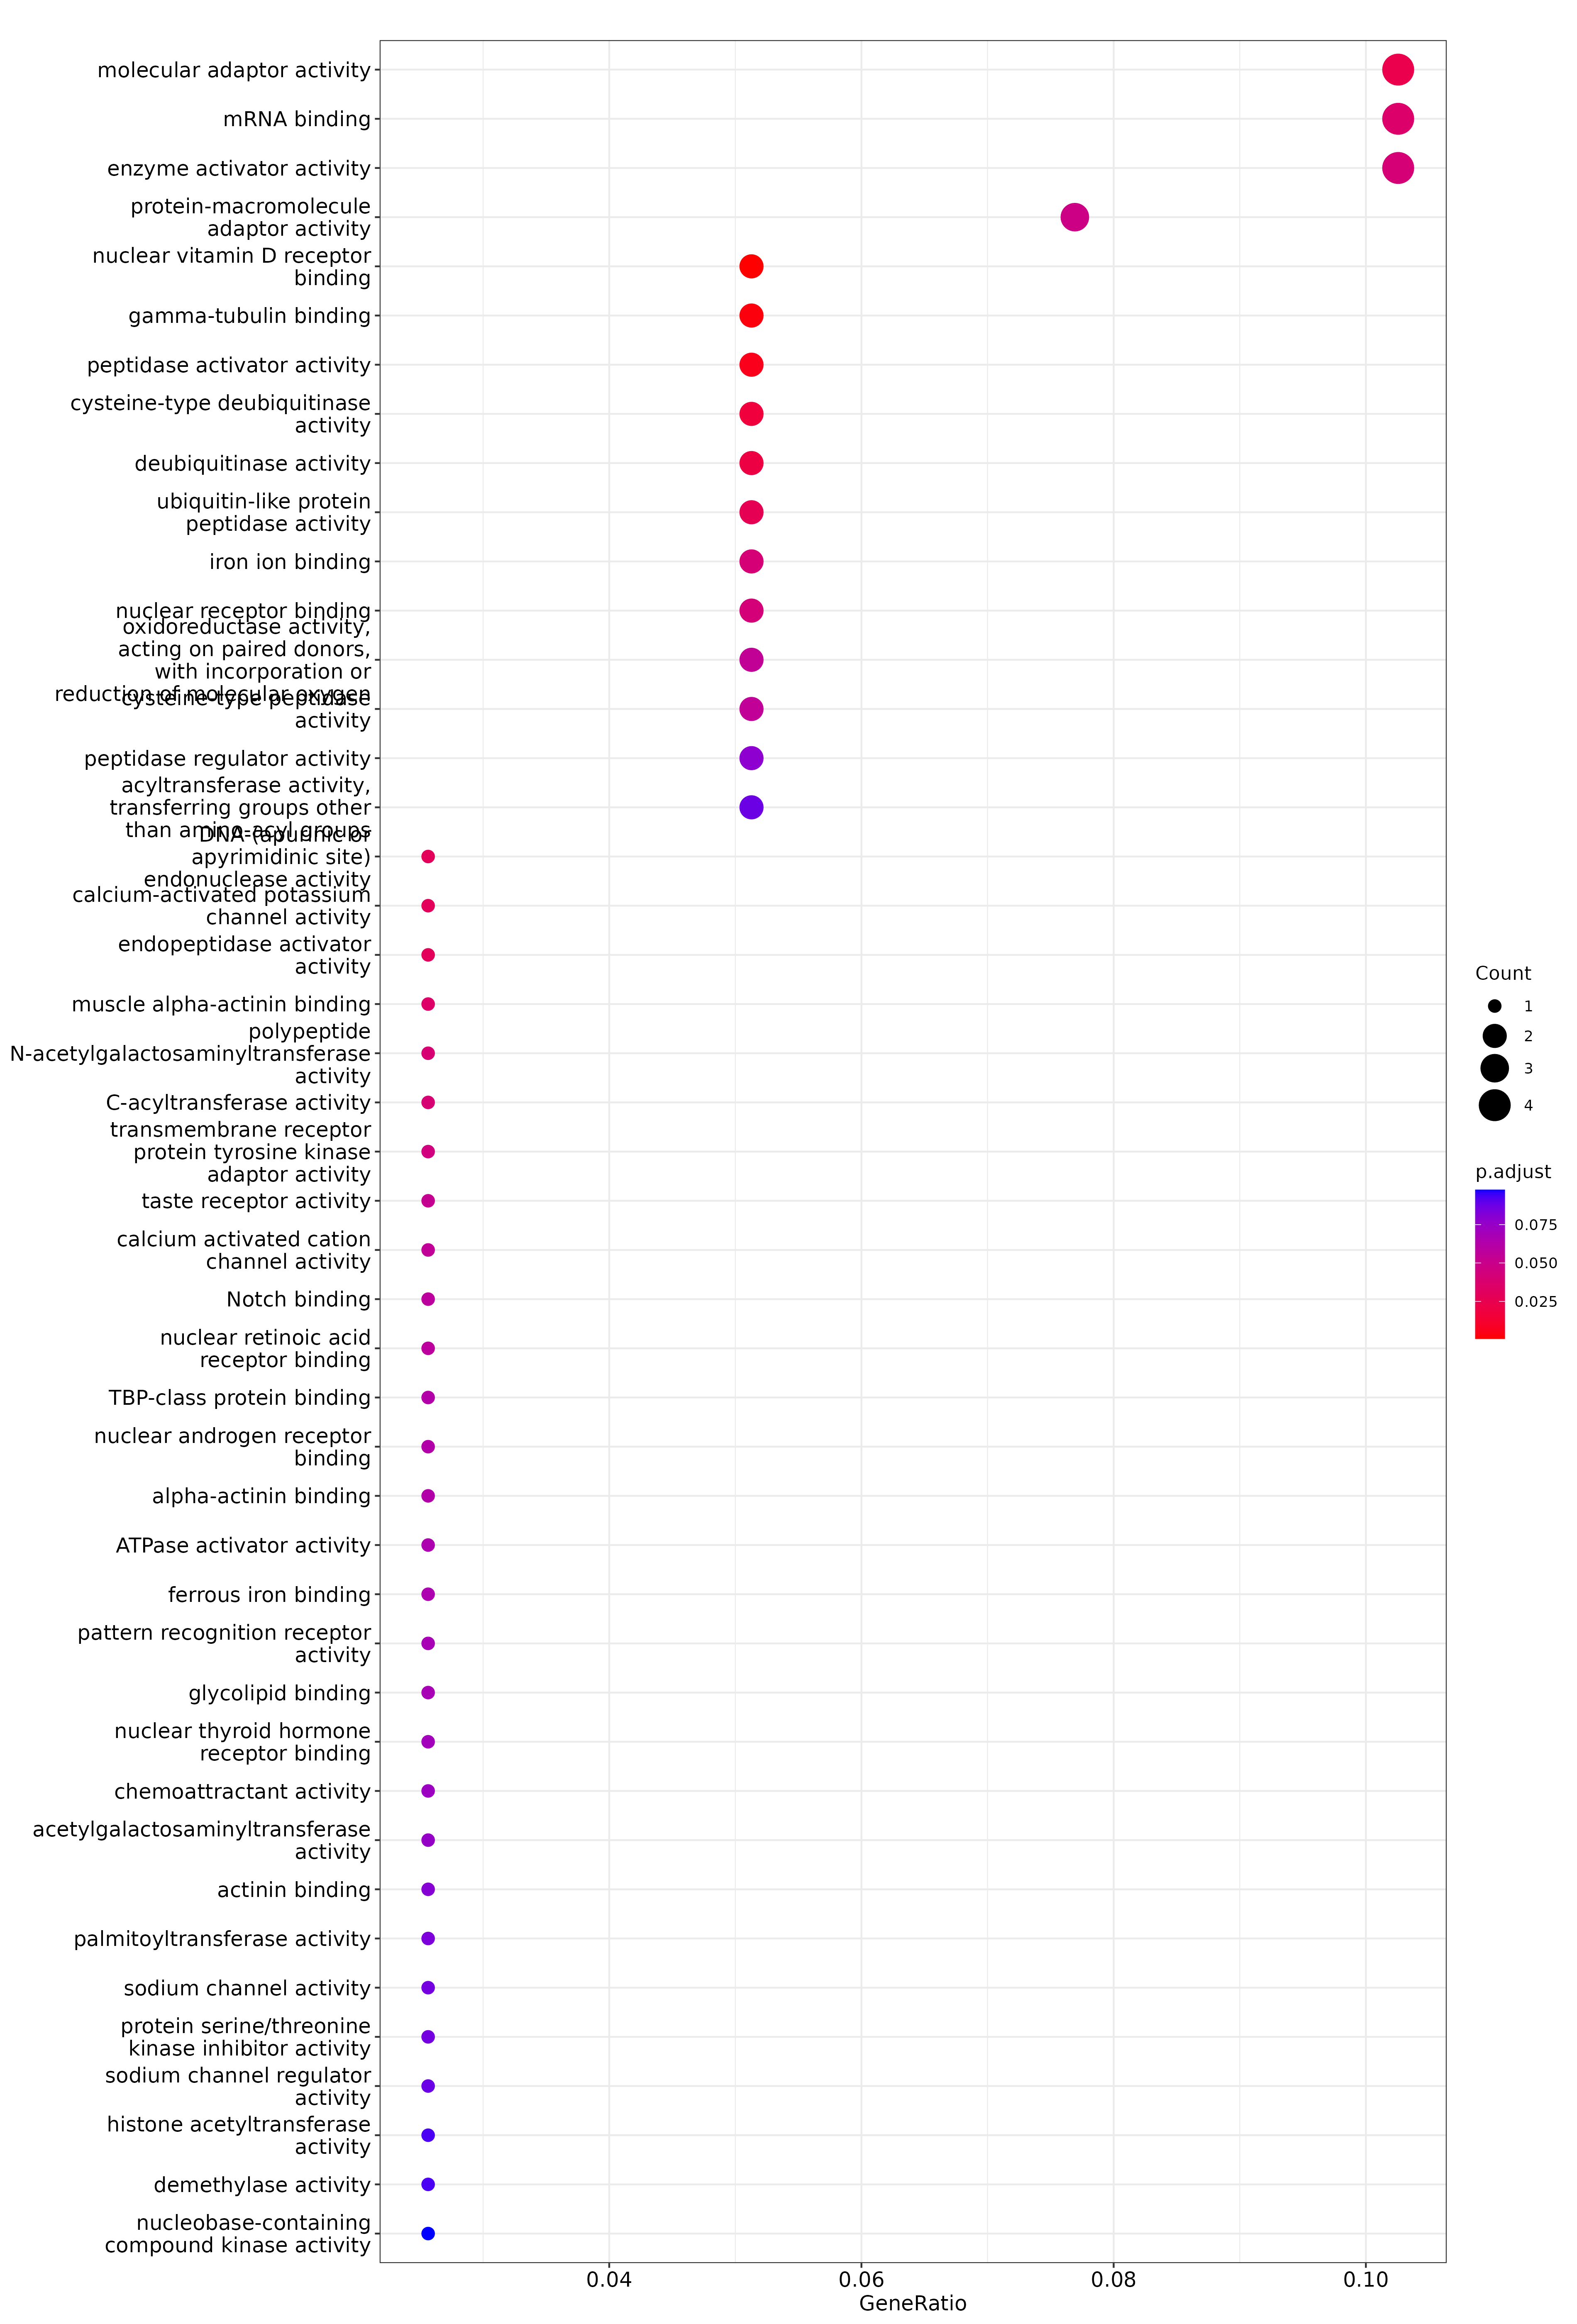 molecular adaptor activity
mRNA binding
enzyme activator activity
protein-macromolecule
adaptor activity
nuclear vitamin D receptor
binding
gamma-tubulin binding
peptidase activator activity
cysteine-type deubiquitinase
activity
deubiquitinase activity
ubiquitin-like protein
peptidase activity
iron ion binding
nuclear receptor binding
oxidoreductase activity,
acting on paired donors,
with incorporation or
reduction of molecular oxygen
cysteine-type peptidase
activity
peptidase regulator activity
acyltransferase activity,
transferring groups other
than amino-acyl groups
DNA-(apurinic or
apyrimidinic site)
endonuclease activity
calcium-activated potassium
channel activity
endopeptidase activator
activity
muscle alpha-actinin binding
polypeptide
N-acetylgalactosaminyltransferase
activity
C-acyltransferase activity
transmembrane receptor
protein tyrosine kinase
adaptor activity
taste receptor activity
calcium activated cation
channel activity
Notch binding
nuclear retinoic acid
receptor binding
TBP-class protein binding
nuclear androgen receptor
binding
alpha-actinin binding
ATPase activator activity
ferrous iron binding
pattern recognition receptor
activity
glycolipid binding
nuclear thyroid hormone
receptor binding
chemoattractant activity
acetylgalactosaminyltransferase
activity
actinin binding
palmitoyltransferase activity
sodium channel activity
protein serine/threonine
kinase inhibitor activity
sodium channel regulator
activity
histone acetyltransferase
activity
demethylase activity
nucleobase-containing
compound kinase activity
0.04 0.06 0.08 0.10
GeneRatio
Count
1
2
3
4
p.adjust
0.075
0.050
0.025